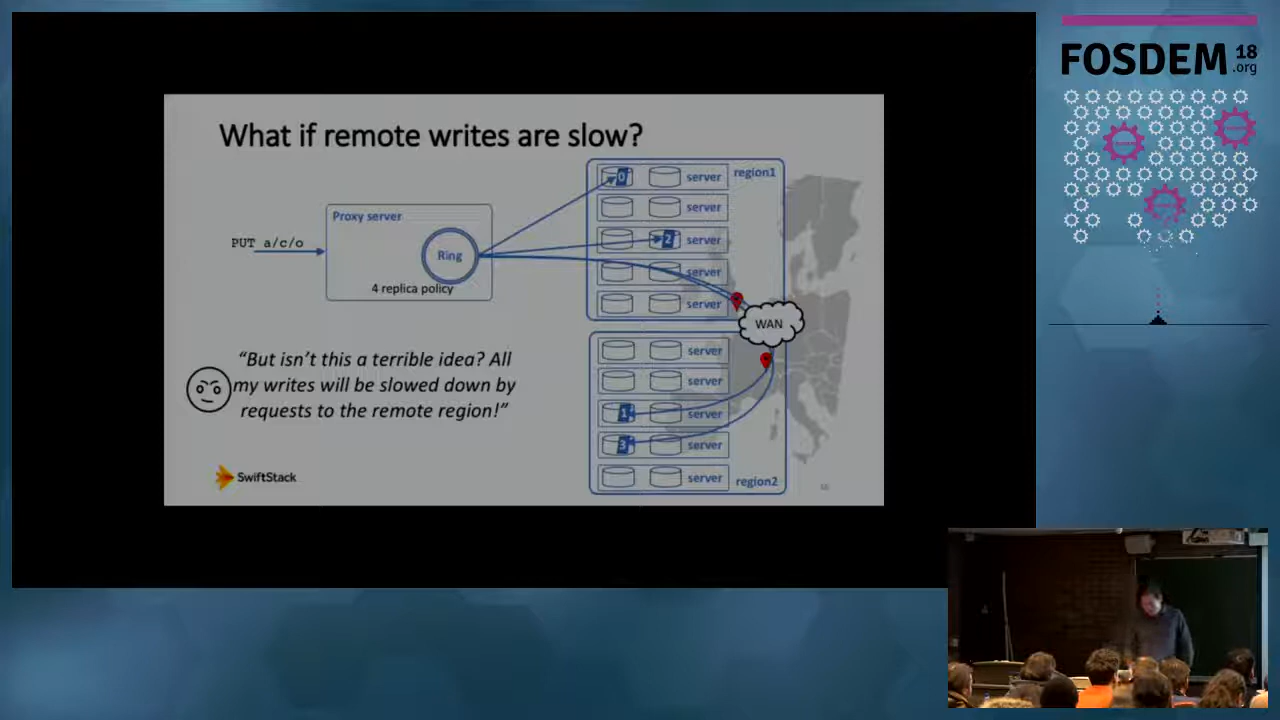 What if remote writes are slow?
PUT a/c/o
Proxy server
Ring
4 replica policy
region1
0
server
server
2
server
server
server
WAN
server
server
1
server
3
server
server
region2
“But isn’t this a terrible idea? All
my writes will be slowed down by
requests to the remote region!”
SwiftStack
FOSDEM 18
.org